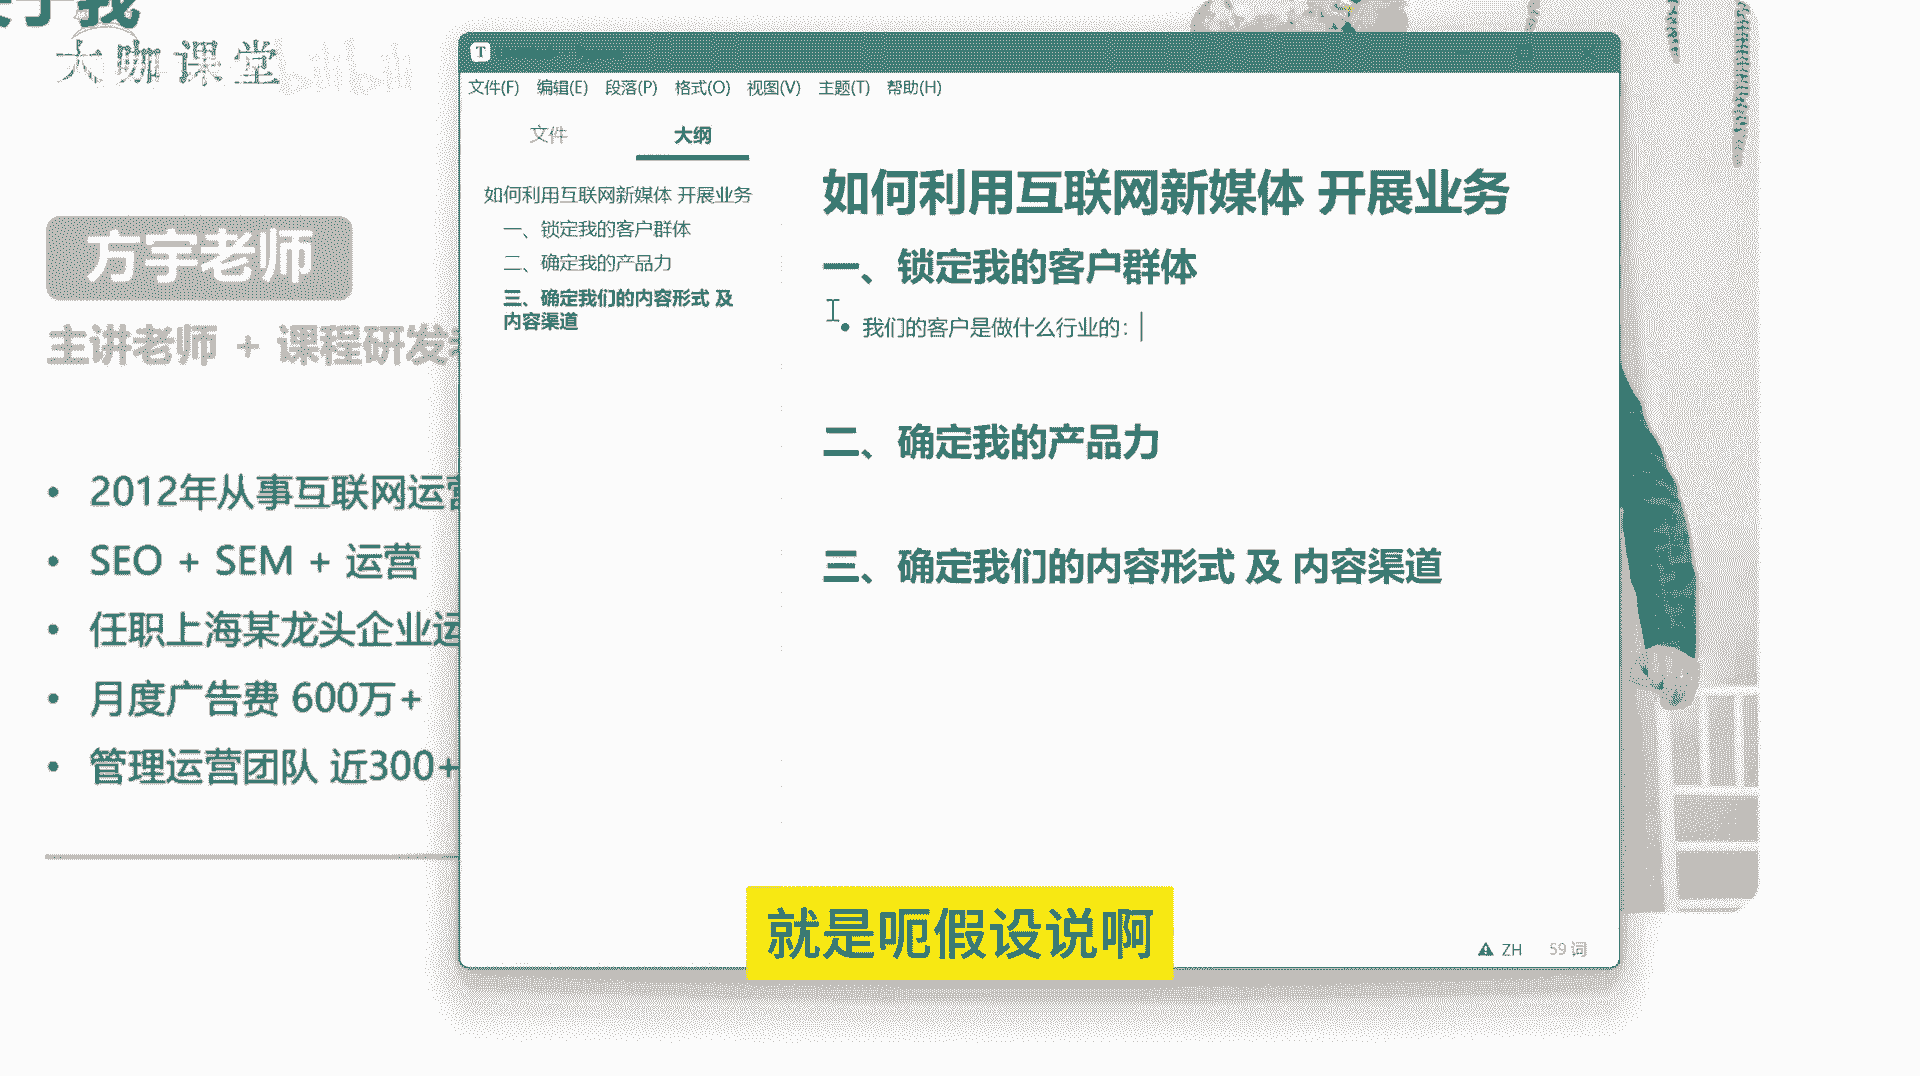 关于我
大咖课堂
bilibili
方宇老师
主讲老师 + 课程研发
• 2012年从事互联网运营
• SEO + SEM + 运营
• 任职上海某龙头企业运
• 月度广告费 600万+
• 管理运营团队 近300+
T
文件(F) 编辑(E) 段落(P) 格式(O) 视图(V) 主题(T) 帮助(H)
文件 大纲
如何利用互联网新媒体 开展业务
一、锁定我的客户群体
二、确定我的产品力
三、确定我们的内容形式 及
内容渠道
如何利用互联网新媒体 开展业务
一、锁定我的客户群体
• 我们的客户是做什么行业的：
二、确定我的产品力
三、确定我们的内容形式 及 内容渠道
ZH 59 词
就是呃假设说啊